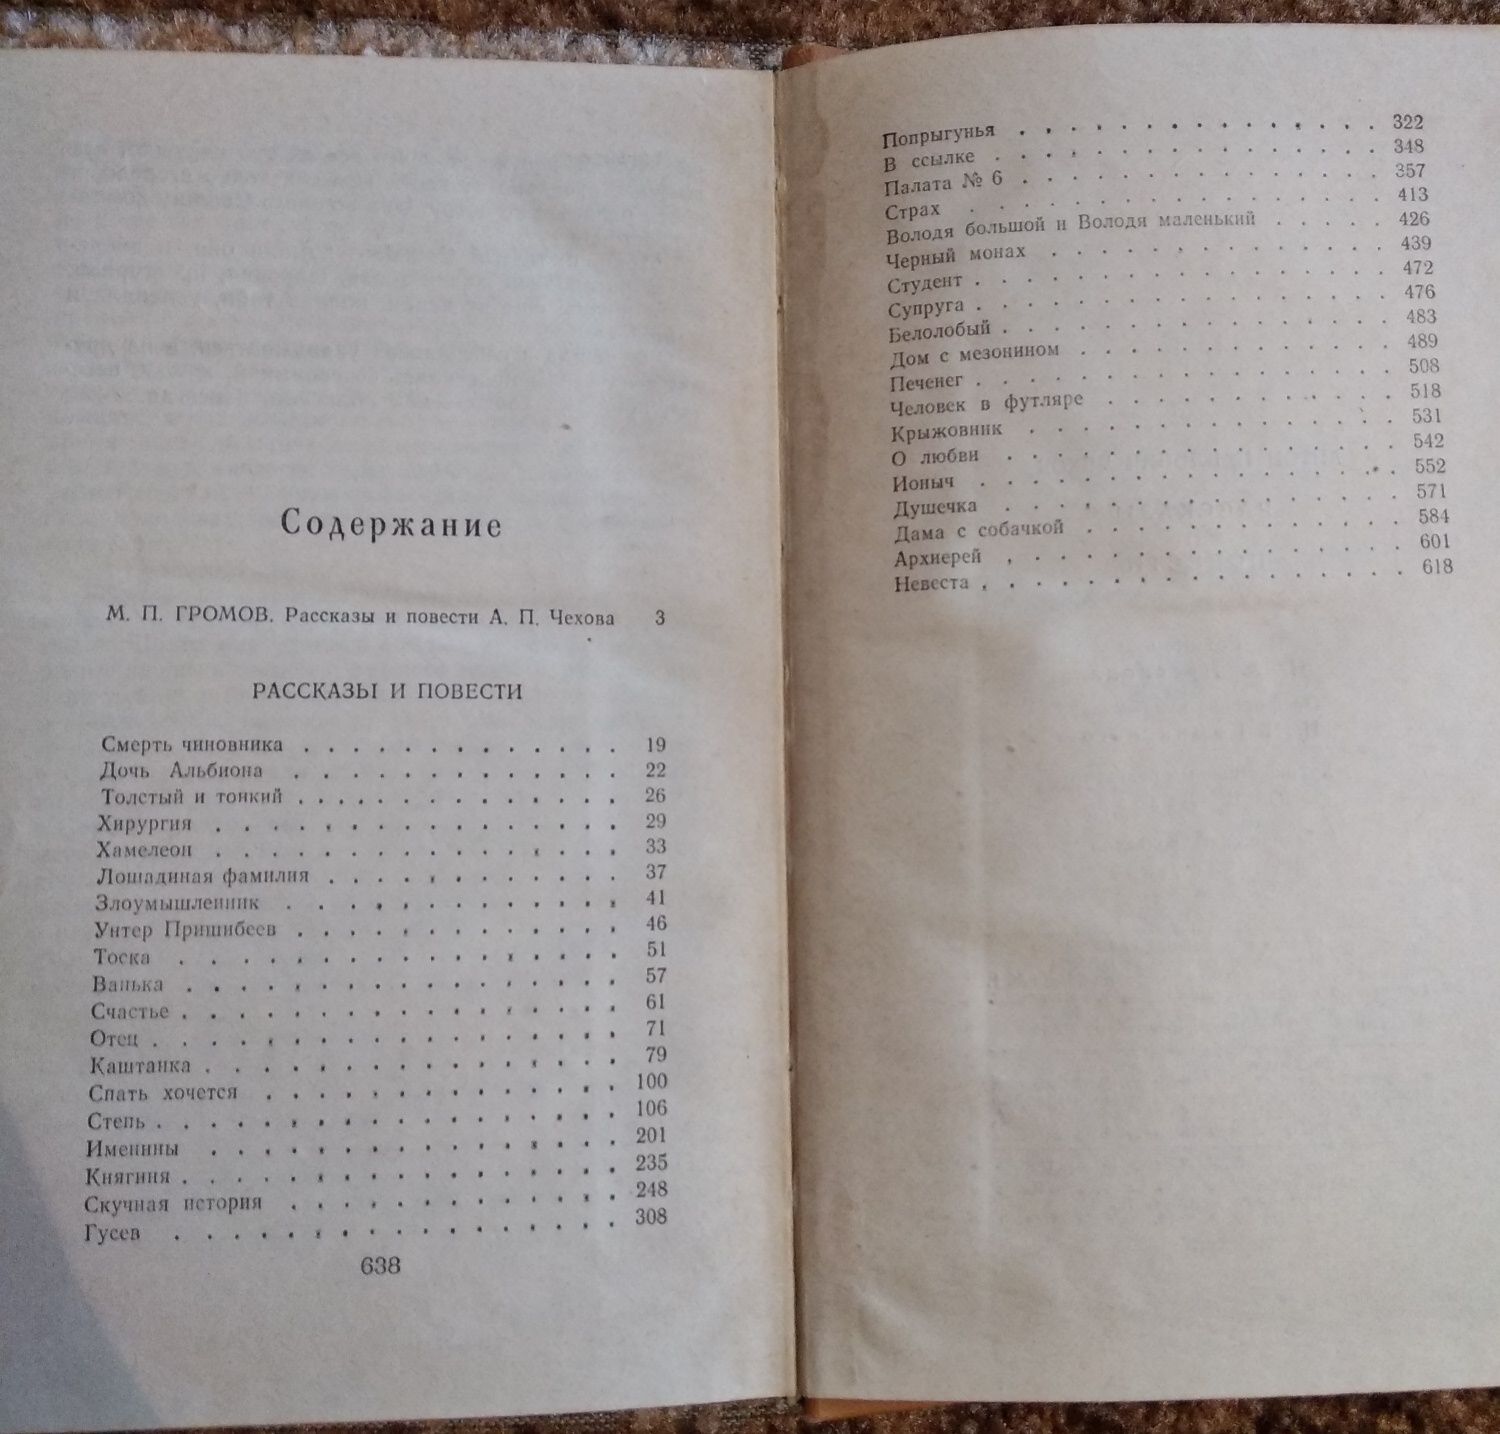 Содержание
М. П. ГРОМОВ. Рассказы и повести А. П. Чехова 3
РАССКАЗЫ И ПОВЕСТИ
Смерть чиновника . . . . . . . . . . . . . 19
Дочь Альбиона . . . . . . . . . . . . . 22
Толстый и тонкий . . . . . . . . . . . . . 26
Хирургия . . . . . . . . . . . . . . . 29
Хамелеон . . . . . . . . . . . . . . . 33
Лошадиная фамилия . . . . . . . . . . . . 37
Злоумышленник . . . . . . . . . . . . . 41
Унтер Пришибеев . . . . . . . . . . . . . 46
Тоска . . . . . . . . . . . . . . . . 51
Ванька . . . . . . . . . . . . . . . . 57
Счастье . . . . . . . . . . . . . . . . 61
Отец . . . . . . . . . . . . . . . . . 71
Каштанка . . . . . . . . . . . . . . . 79
Спать хочется . . . . . . . . . . . . . 100
Степь . . . . . . . . . . . . . . . . . 106
Именины . . . . . . . . . . . . . . . 201
Княгиня . . . . . . . . . . . . . . . . 235
Скучная история . . . . . . . . . . . . 248
Гусев . . . . . . . . . . . . . . . . 308
638
Попрыгунья . . . . . . . . . . . . . . 322
В ссылке . . . . . . . . . . . . . . . 348
Палата № 6 . . . . . . . . . . . . . . 357
Страх . . . . . . . . . . . . . . . . 413
Володя большой и Володя маленький . . . . . 426
Черный монах . . . . . . . . . . . . . 439
Студент . . . . . . . . . . . . . . . . 472
Супруга . . . . . . . . . . . . . . . . 476
Белолобый . . . . . . . . . . . . . . . 483
Дом с мезонином . . . . . . . . . . . . 489
Печенег . . . . . . . . . . . . . . . . 508
Человек в футляре . . . . . . . . . . . 518
Крыжовник . . . . . . . . . . . . . . 531
О любви . . . . . . . . . . . . . . . 542
Ионыч . . . . . . . . . . . . . . . . 552
Душечка . . . . . . . . . . . . . . . 571
Дама с собачкой . . . . . . . . . . . . 584
Архиерей . . . . . . . . . . . . . . . 601
Невеста . . . . . . . . . . . . . . . . 618